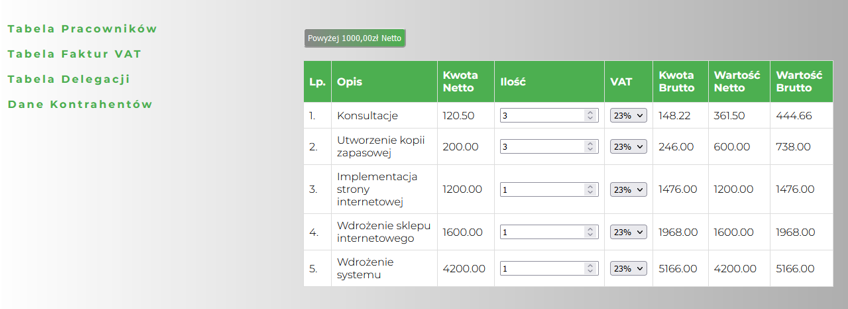 Tabela Pracowników
Tabela Faktur VAT
Tabela Delegacji
Dane Kontrahentów
Powyżej 1000,00zł Netto
Lp. Opis Kwota Netto Ilość VAT Kwota Brutto Wartość Netto Wartość Brutto
1. Konsultacje 120.50 3 23% 148.22 361.50 444.66
2. Utworzenie kopii zapasowej 200.00 3 23% 246.00 600.00 738.00
3. Implementacja strony internetowej 1200.00 1 23% 1476.00 1200.00 1476.00
4. Wdrożenie sklepu internetowego 1600.00 1 23% 1968.00 1600.00 1968.00
5. Wdrożenie systemu 4200.00 1 23% 5166.00 4200.00 5166.00